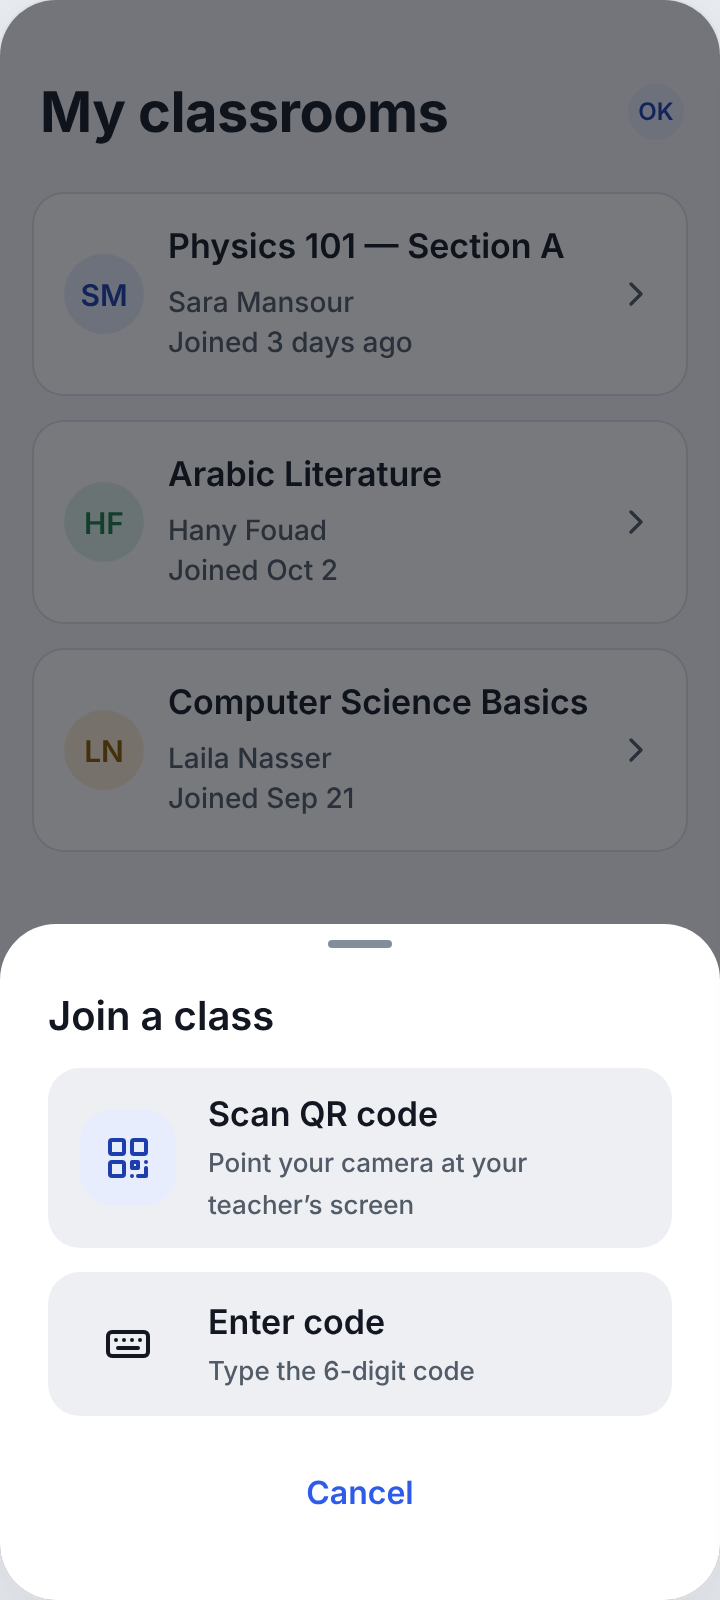 My classrooms
OK
SM
Physics 101 — Section A
Sara Mansour
Joined 3 days ago
HF
Arabic Literature
Hany Fouad
Joined Oct 2
LN
Computer Science Basics
Laila Nasser
Joined Sep 21
Join a class
Scan QR code
Point your camera at your
teacher’s screen
Enter code
Type the 6-digit code
Cancel